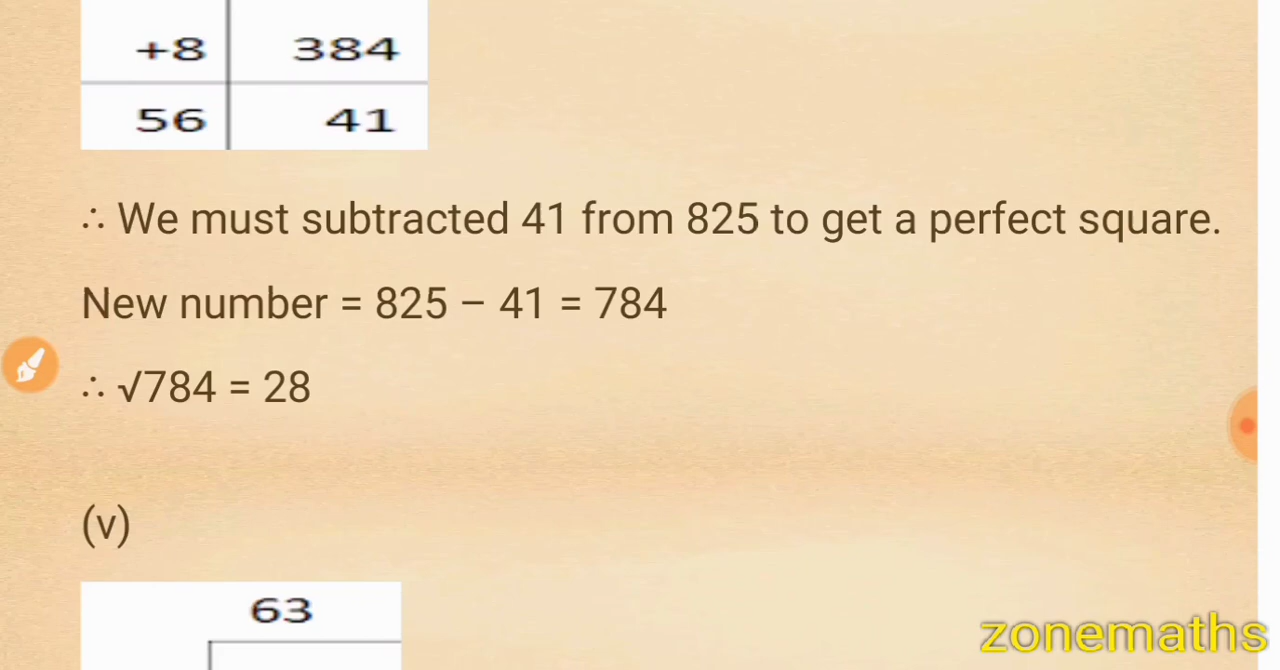 +8 384
56 41
∴ We must subtracted 41 from 825 to get a perfect square.
New number = 825 – 41 = 784
∴ √784 = 28
(v)
63
zonemaths